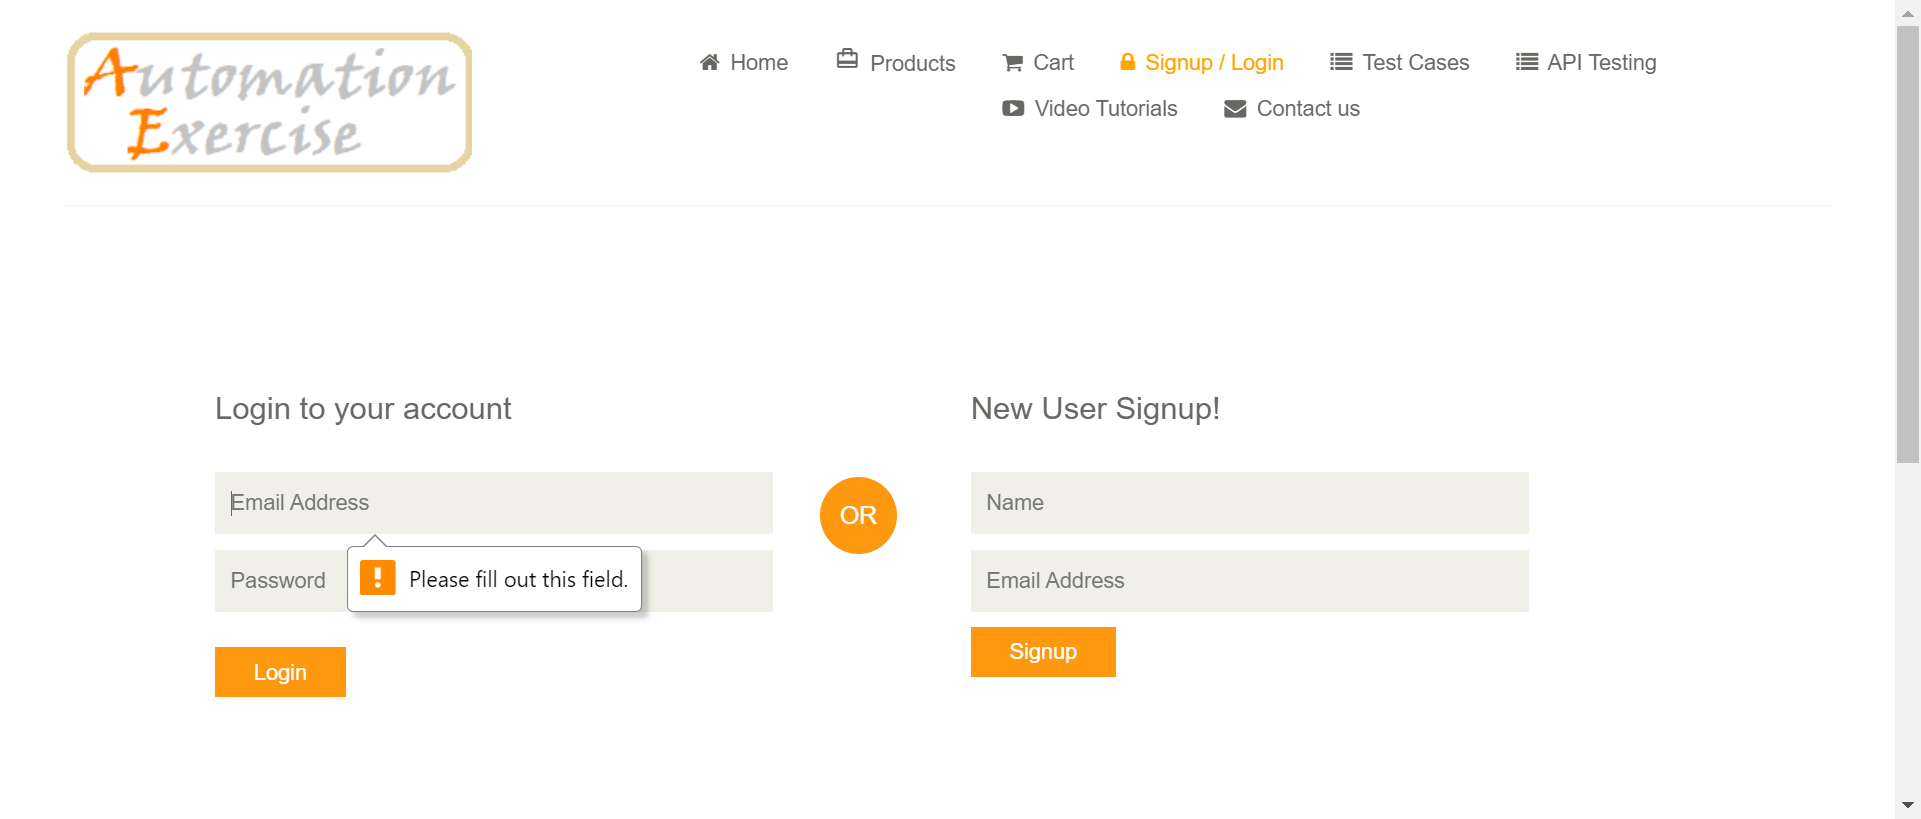 Automation
Exercise
Home Products Cart Signup / Login Test Cases API Testing
Video Tutorials Contact us
Login to your account
Email Address
Password
Please fill out this field.
Login
OR
New User Signup!
Name
Email Address
Signup